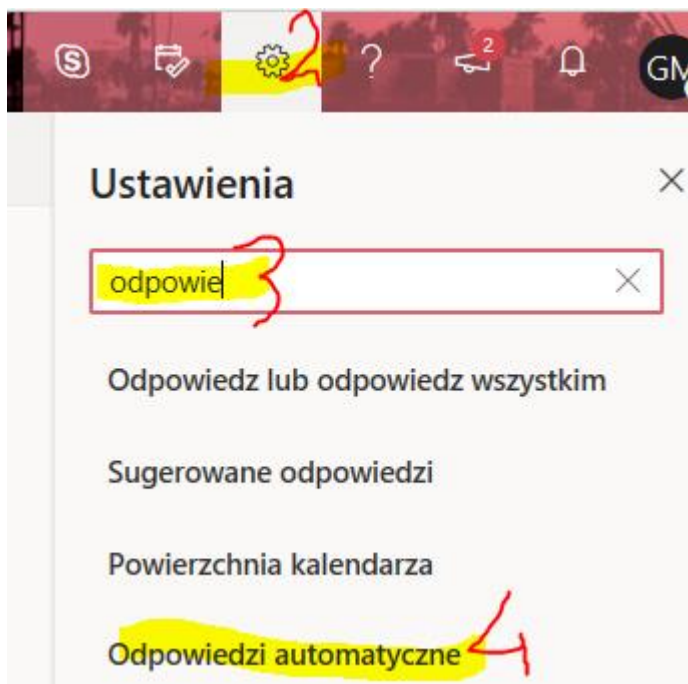 2 ? 2 GM
Ustawienia
odpowie 3
Odpowiedz lub odpowiedz wszystkim
Sugerowane odpowiedzi
Powierzchnia kalendarza
Odpowiedzi automatyczne 4